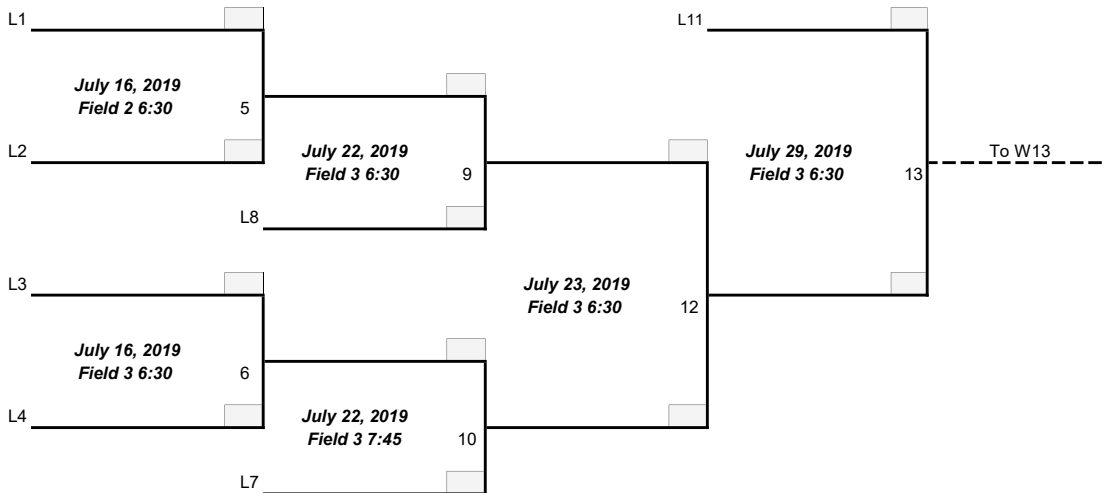 L1
L11
July 16, 2019
Field 2 6:30
5
L2
July 22, 2019
Field 3 6:30
9
July 29, 2019
Field 3 6:30
13
To W13
L8
L3
July 23, 2019
Field 3 6:30
12
July 16, 2019
Field 3 6:30
6
L4
July 22, 2019
Field 3 7:45
10
L7